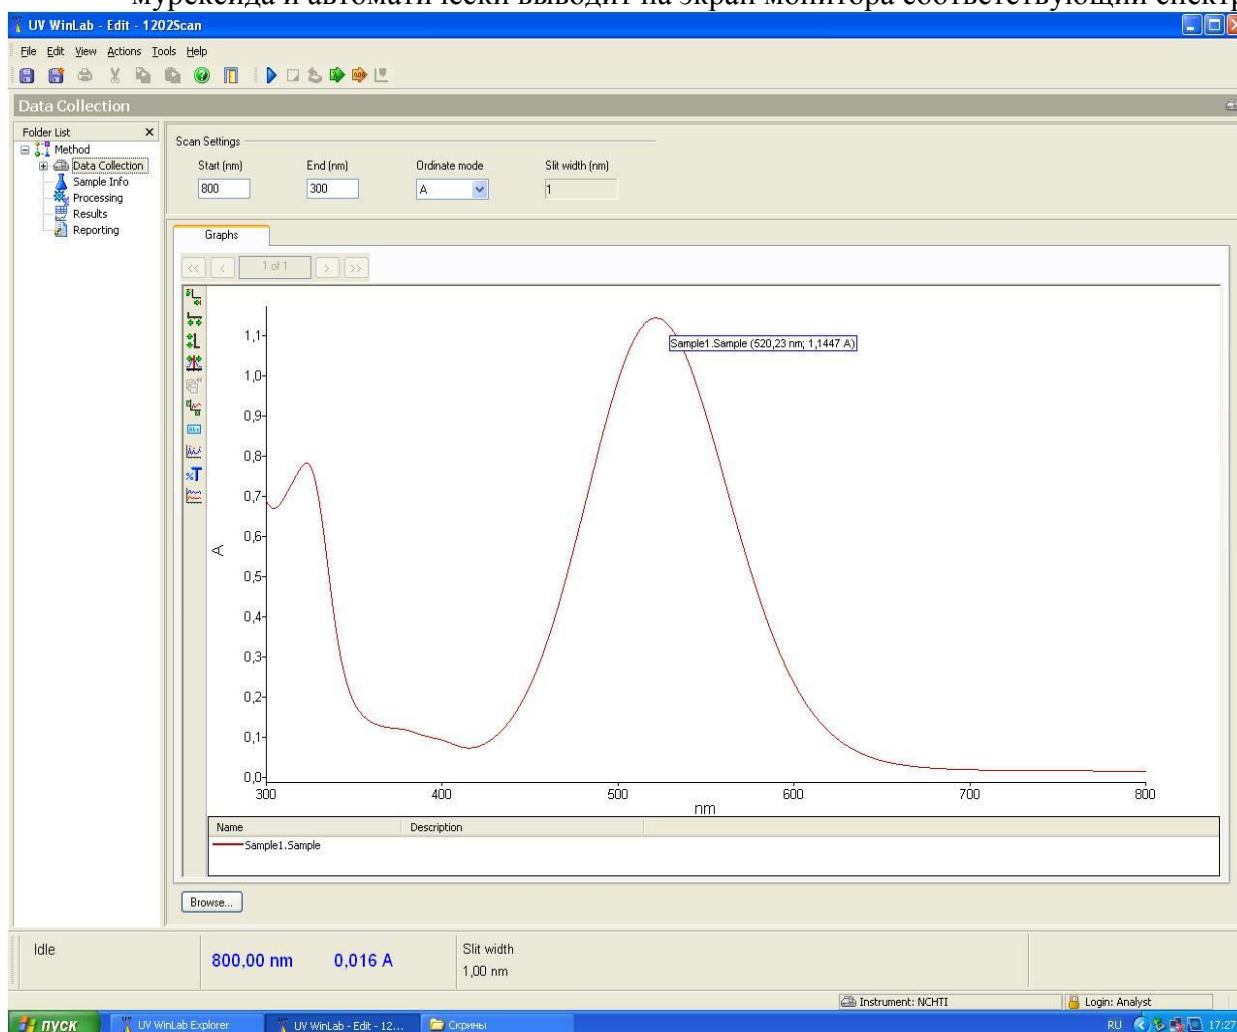 мурексида и автоматически выводит на экран монитора соответствующий спектр
UV WinLab - Edit - 1202Scan
File Edit View Actions Tools Help
Data Collection
Folder List X
Method
Data Collection
Sample Info
Processing
Results
Reporting
Scan Settings
Start (nm) End (nm) Ordinate mode Slit width (nm)
800 300 A 1
Graphs
<< < 1 of 1 > >>
%T
A
1,1
1,0
0,9
0,8
0,7
0,6
0,5
0,4
0,3
0,2
0,1
0,0
Sample1.Sample (520,23 nm; 1,1447 A)
300 400 500 600 700 800
nm
Name Description
Sample1.Sample
Browse...
Idle 800,00 nm 0,016 A Slit width
1,00 nm
Instrument: NCHTI Login: Analyst
пуск UV WinLab Explorer UV WinLab - Edit - 12... Скрины RU 17:27